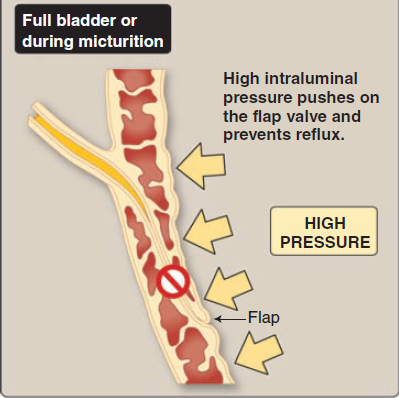 Full bladder or
during micturition
High intraluminal
pressure pushes on
the flap valve and
prevents reflux.
HIGH
PRESSURE
Flap